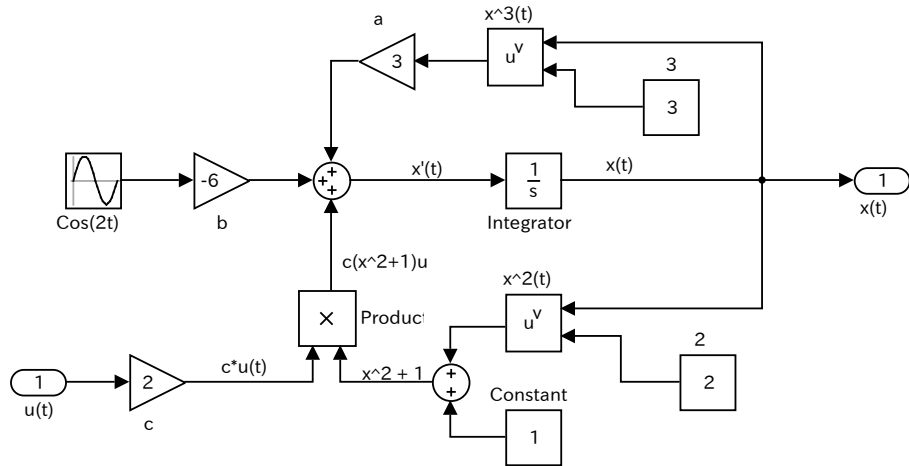 a
x^3(t)
3
u^v
3
3
Cos(2t)
-6
b
+
+
+
x'(t)
1
s
Integrator
x(t)
1
x(t)
c(x^2+1)u
x^2(t)
×
Product
u^v
2
2
1
u(t)
2
c
c*u(t)
x^2 + 1
+
+
Constant
1